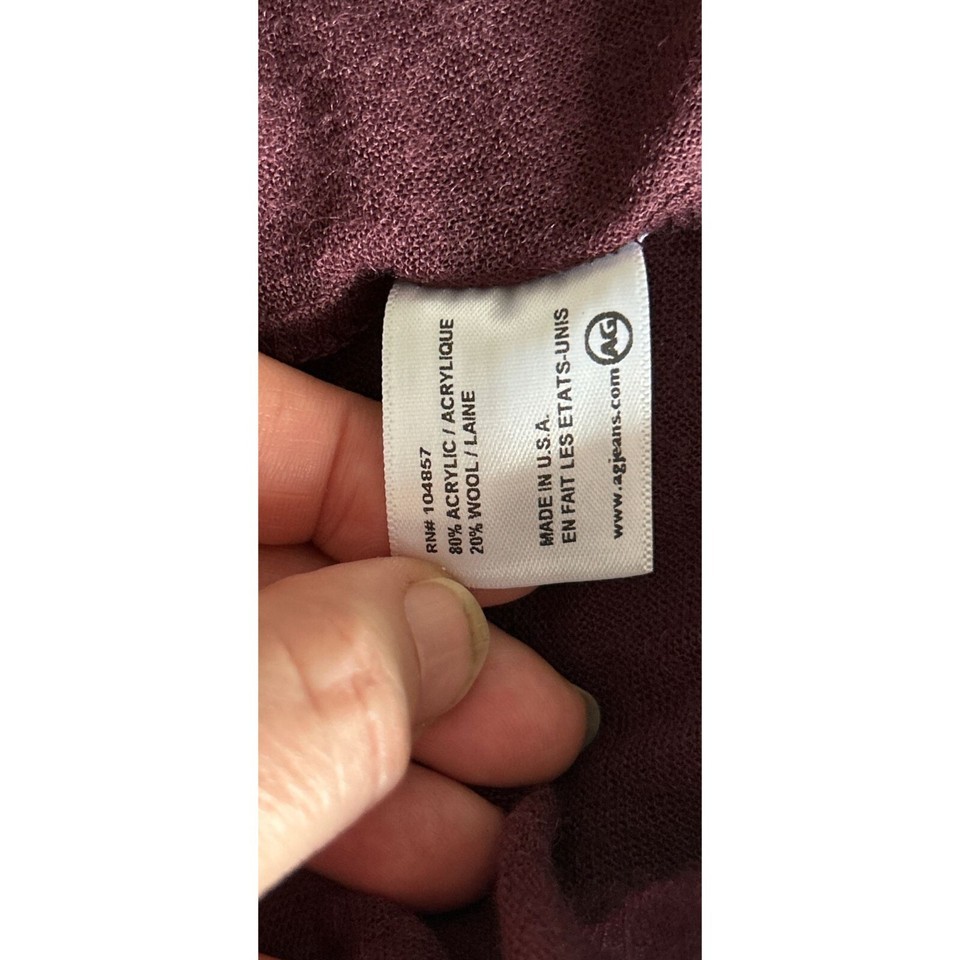 RN# 104857
80% ACRYLIC / ACRYLIQUE
20% WOOL / LAINE
MADE IN U.S.A.
EN FAIT LES ETATS-UNIS
www.agjeans.com AG